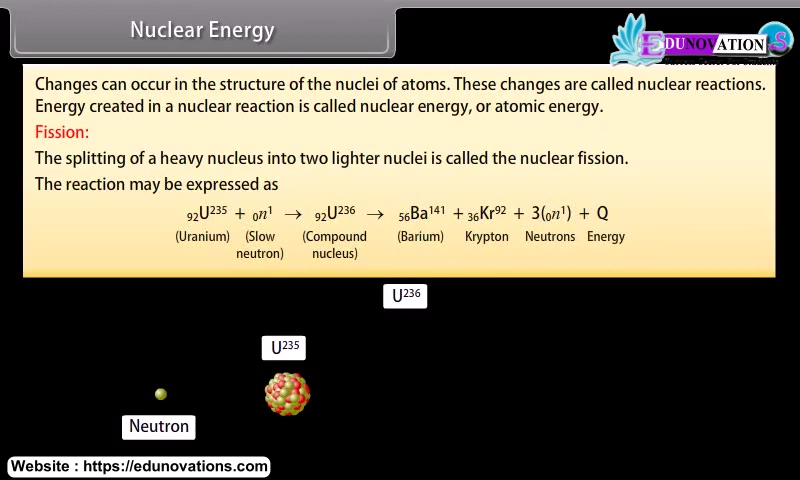 Nuclear Energy
EDUNOVATION S
Changes can occur in the structure of the nuclei of atoms. These changes are called nuclear reactions.
Energy created in a nuclear reaction is called nuclear energy, or atomic energy.
Fission:
The splitting of a heavy nucleus into two lighter nuclei is called the nuclear fission.
The reaction may be expressed as
₉₂U²³⁵ + ₀n¹ → ₉₂U²³⁶ → ₅₆Ba¹⁴¹ + ₃₆Kr⁹² + 3(₀n¹) + Q
(Uranium) (Slow neutron) (Compound nucleus) (Barium) Krypton Neutrons Energy
U²³⁶
U²³⁵
Neutron
Website : https://edunovations.com